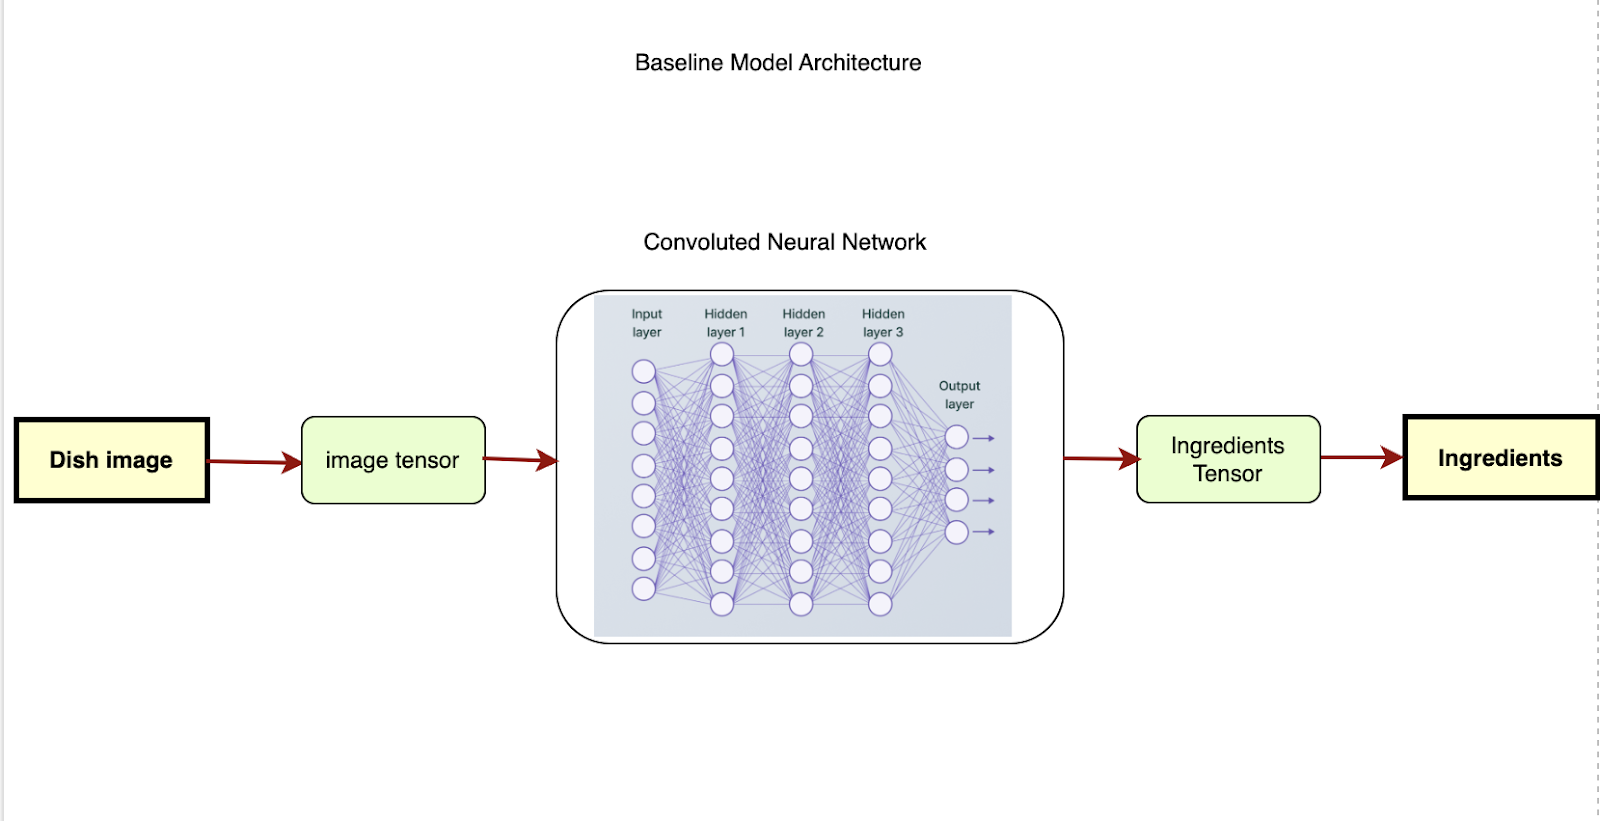 Baseline Model Architecture
Convoluted Neural Network
Input
layer
Hidden
layer 1
Hidden
layer 2
Hidden
layer 3
Output
layer
Dish image
image tensor
Ingredients
Tensor
Ingredients